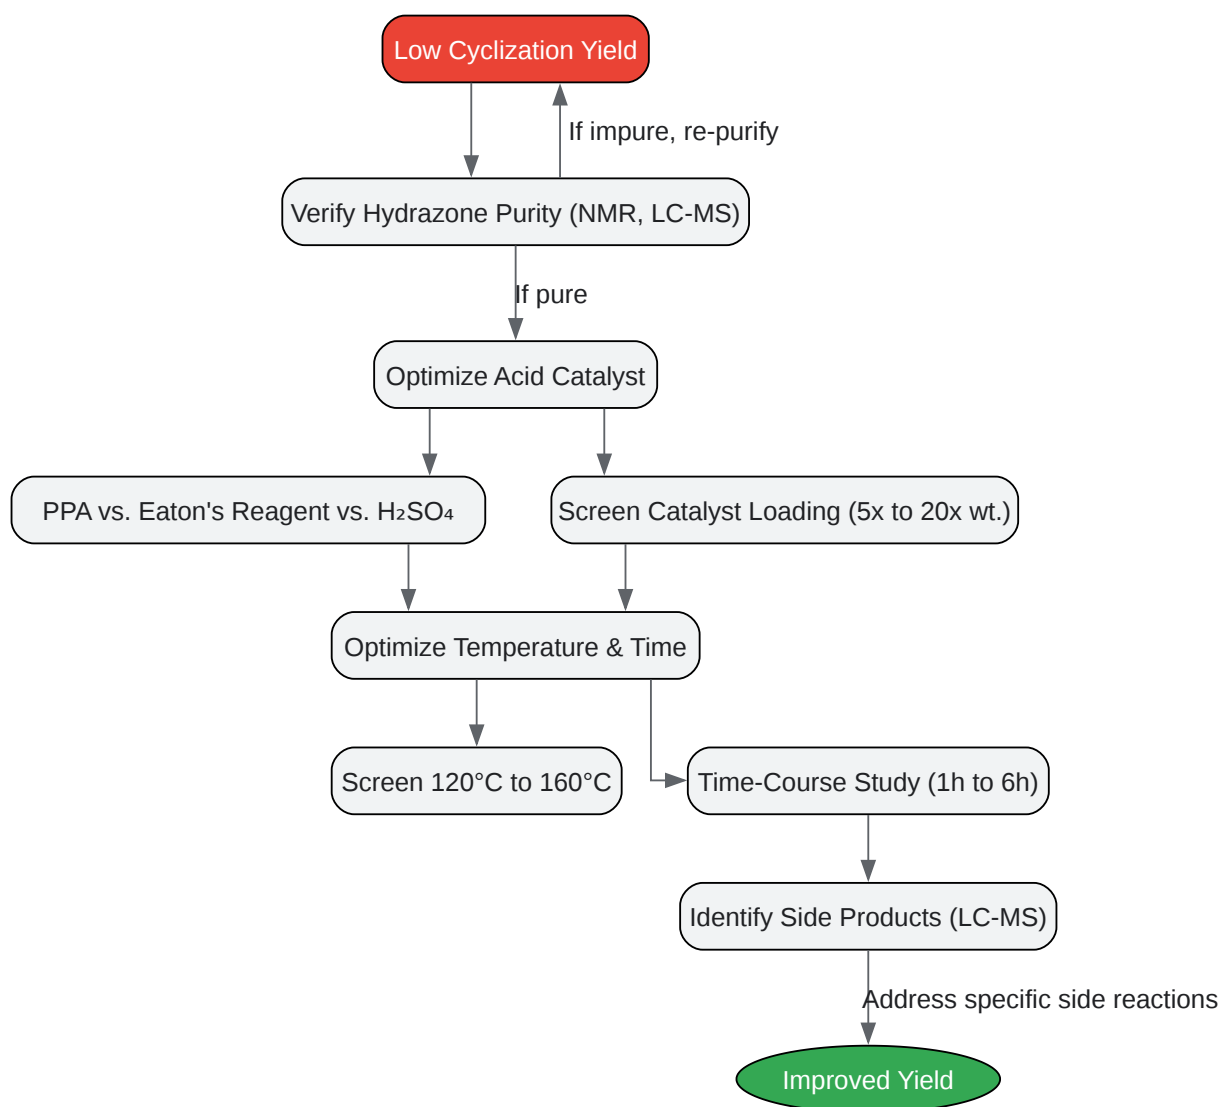 Low Cyclization Yield
If impure, re-purify
Verify Hydrazone Purity (NMR, LC-MS)
If pure
Optimize Acid Catalyst
PPA vs. Eaton's Reagent vs. H₂SO₄
Screen Catalyst Loading (5x to 20x wt.)
Optimize Temperature & Time
Screen 120°C to 160°C
Time-Course Study (1h to 6h)
Identify Side Products (LC-MS)
Address specific side reactions
Improved Yield